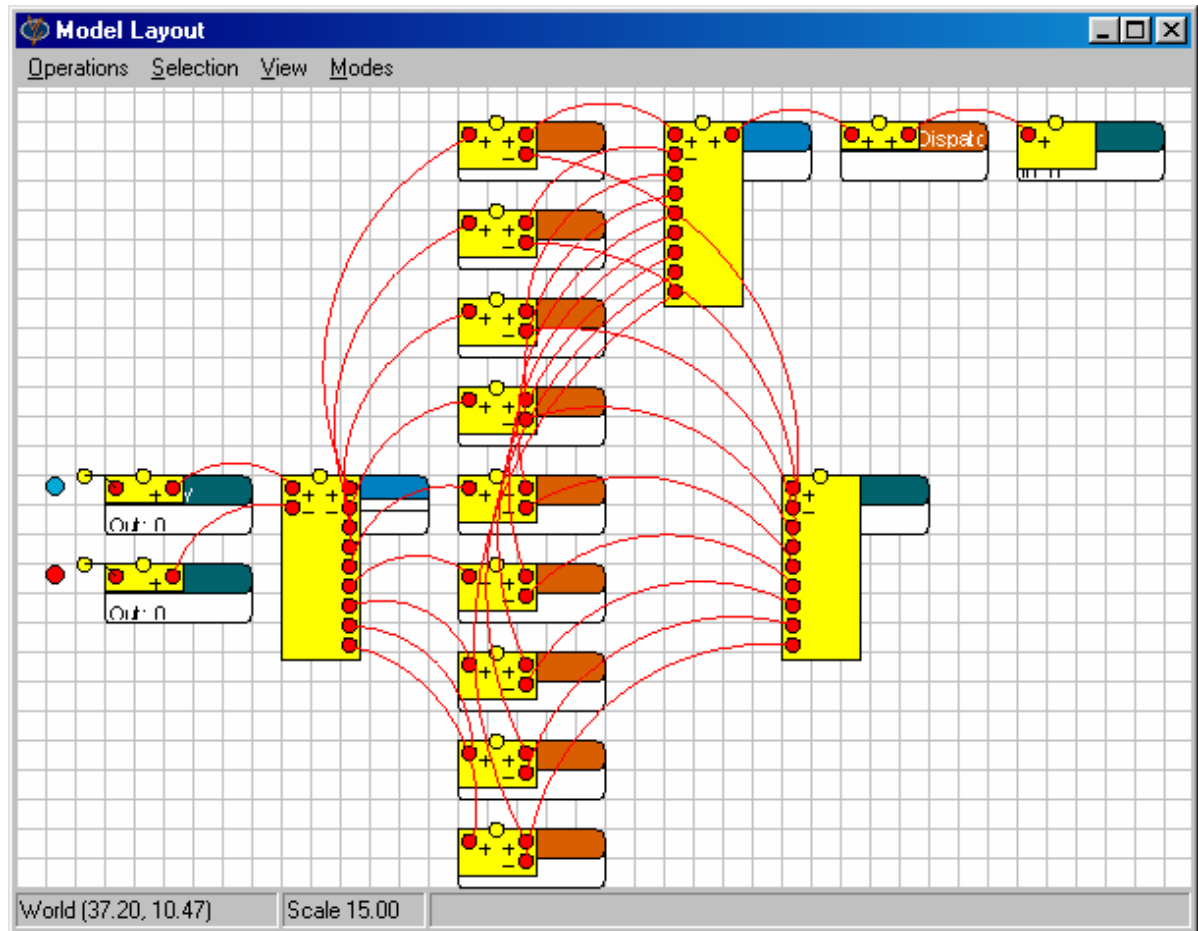 Model Layout
Operations Selection View Modes
Dispatc
Out: 0
Out: 0
World (37.20, 10.47) Scale 15.00